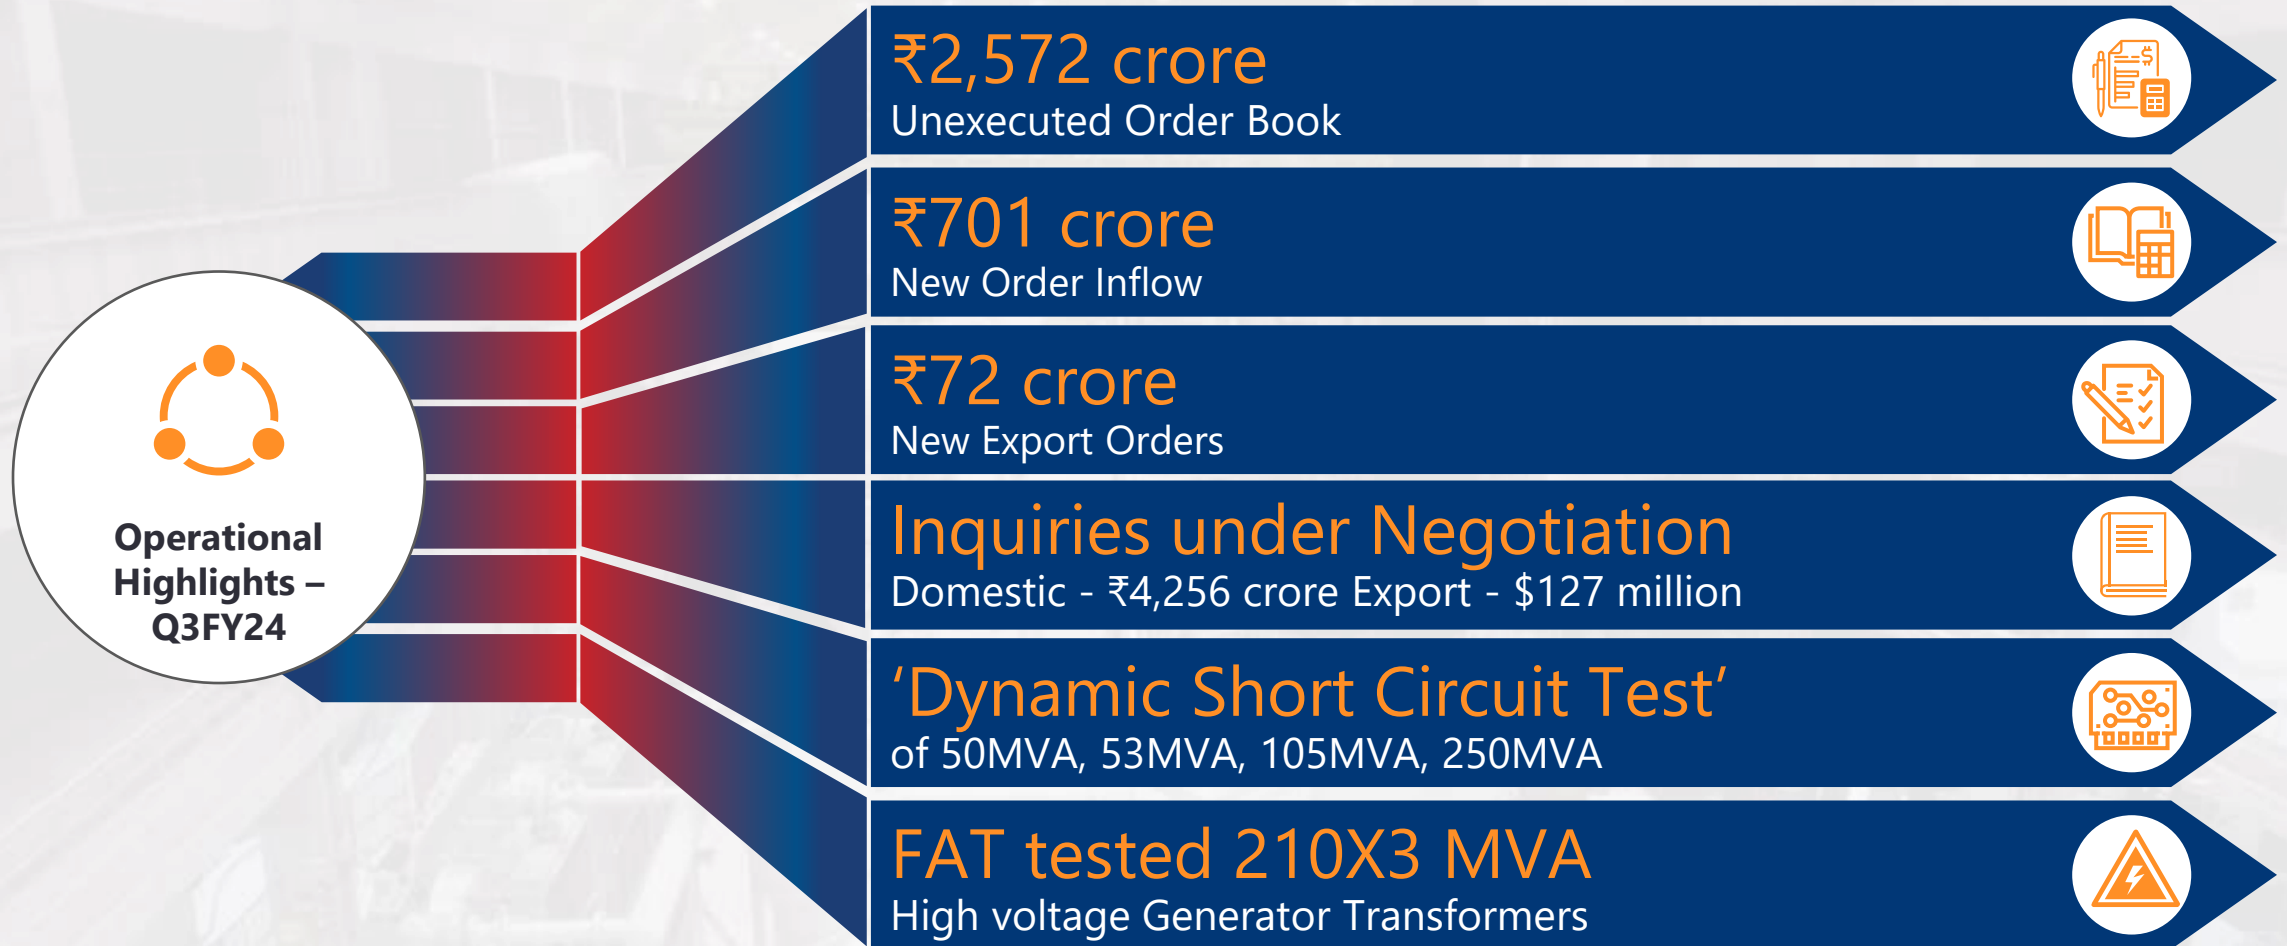 Operational
Highlights –
Q3FY24
₹2,572 crore
Unexecuted Order Book
₹701 crore
New Order Inflow
₹72 crore
New Export Orders
Inquiries under Negotiation
Domestic - ₹4,256 crore Export - $127 million
‘Dynamic Short Circuit Test’
of 50MVA, 53MVA, 105MVA, 250MVA
FAT tested 210X3 MVA
High voltage Generator Transformers